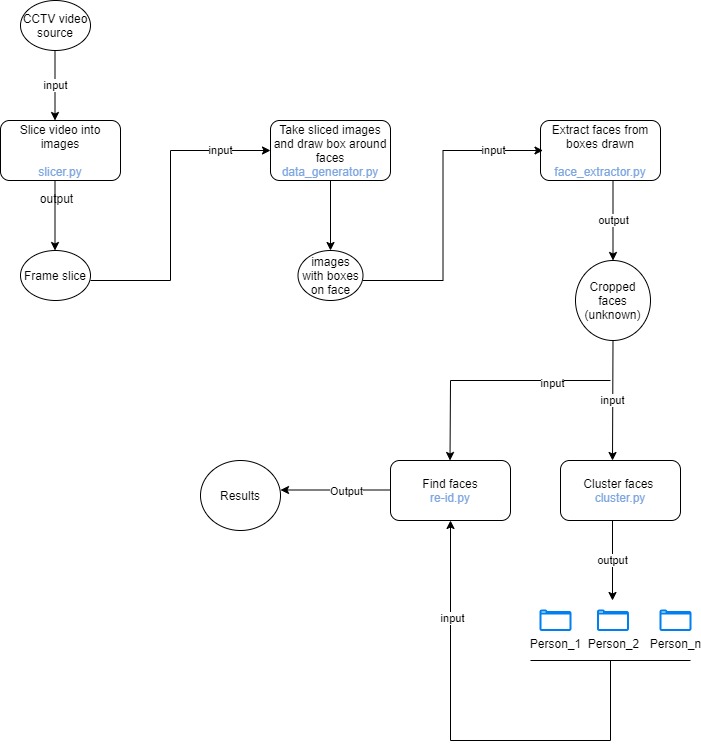 CCTV video
source
input
Slice video into
images
slicer.py
output
Frame slice
input
Take sliced images
and draw box around
faces
data_generator.py
images
with boxes
on face
input
Extract faces from
boxes drawn
face_extractor.py
output
Cropped
faces
(unknown)
input
input
Find faces
re-id.py
Output
Results
Cluster faces
cluster.py
output
Person_1
Person_2
Person_n
input